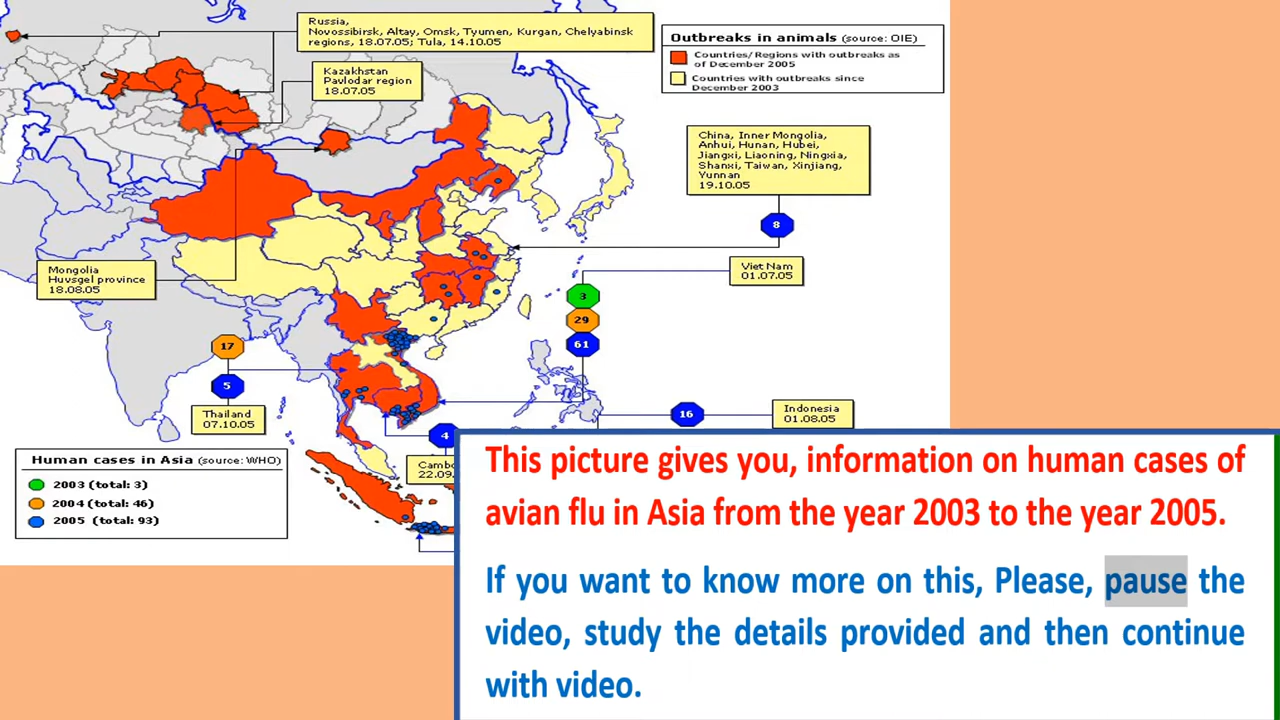 Russia,
Novossibirsk, Altay, Omsk, Tyumen, Kurgan, Chelyabinsk
regions, 18.07.05; Tula, 14.10.05
Outbreaks in animals (source: OIE)
Countries/Regions with outbreaks as
of December 2005
Countries with outbreaks since
December 2003
Kazakhstan
Pavlodar region
18.07.05
China, Inner Mongolia,
Anhui, Hunan, Hubei,
Jiangxi, Liaoning, Ningxia,
Shanxi, Taiwan, Xinjiang,
Yunnan
19.10.05
8
Mongolia
Huvsgel province
18.08.05
Viet Nam
01.07.05
3
29
61
17
5
Thailand
07.10.05
16
Indonesia
01.08.05
4
Cambo
22.09.
Human cases in Asia (source: WHO)
2003 (total: 3)
2004 (total: 46)
2005 (total: 93)
This picture gives you, information on human cases of
avian flu in Asia from the year 2003 to the year 2005.
If you want to know more on this, Please, pause the
video, study the details provided and then continue
with video.